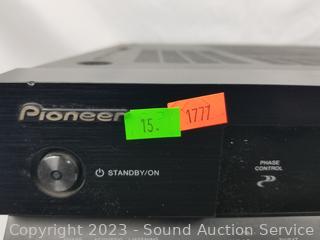 Pioneer
15.
1777
STANDBY/ON
PHASE
CONTROL
Copyright © 2023 - Sound Auction Service